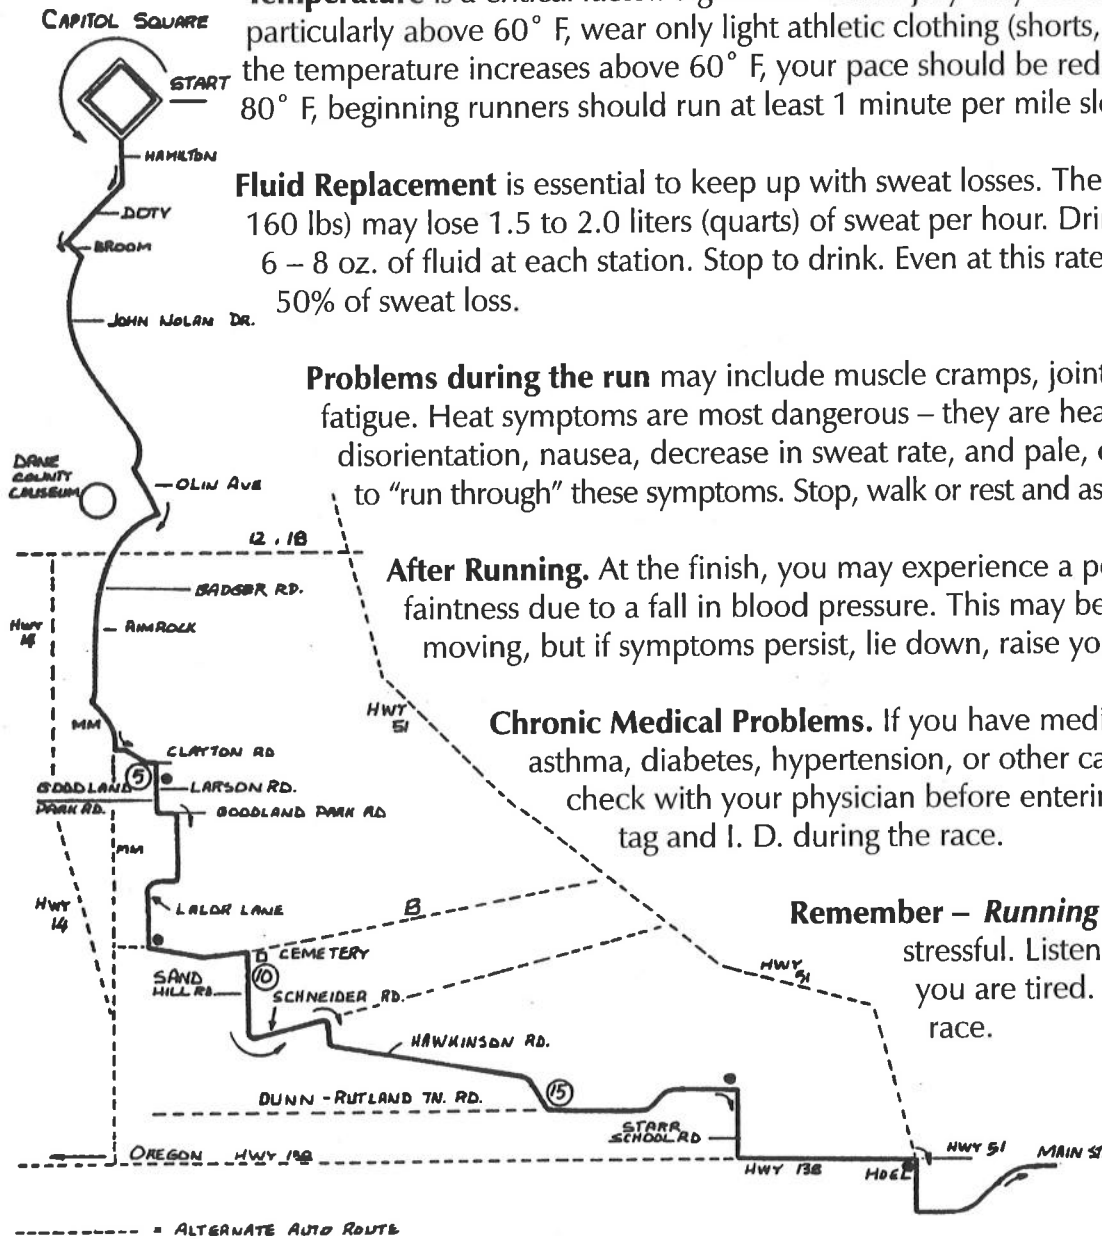 CAPITOL SQUARE
START
particularly above 60° F, wear only light athletic clothing (shorts,
the temperature increases above 60° F, your pace should be red
80° F, beginning runners should run at least 1 minute per mile
HAMILTON
DOTY
BROOM
JOHN NOLAN DR.
Fluid Replacement is essential to keep up with sweat losses. The
160 lbs) may lose 1.5 to 2.0 liters (quarts) of sweat per hour. Dri
6 – 8 oz. of fluid at each station. Stop to drink. Even at this rate
50% of sweat loss.
Problems during the run may include muscle cramps, joint
fatigue. Heat symptoms are most dangerous – they are hea
disorientation, nausea, decrease in sweat rate, and pale,
to “run through” these symptoms. Stop, walk or rest and as
DANE
COUNTY
COLISEUM
OLIN AVE
12, 18
After Running. At the finish, you may experience a p
faintness due to a fall in blood pressure. This may be
moving, but if symptoms persist, lie down, raise yo
BADGER RD.
HWY
14
RIMROCK
MM
HWY
51
Chronic Medical Problems. If you have medi
asthma, diabetes, hypertension, or other ca
check with your physician before enterin
tag and I. D. during the race.
CLAYTON RD
5
GOODLAND
PARK RD.
LARSON RD.
GOODLAND PARK RD
MM
HWY
14
LALOR LANE
B
Remember – Running
stressful. Listen
you are tired.
race.
CEMETERY
10
SAND
HILL RD.
SCHNEIDER RD.
HWY
51
HAWKINSON RD.
15
DUNN - RUTLAND TN. RD.
STARR
SCHOOL RD
OREGON HWY 138
HWY 138
HOEL
HWY 51
MAIN ST
= ALTERNATE AUTO ROUTE